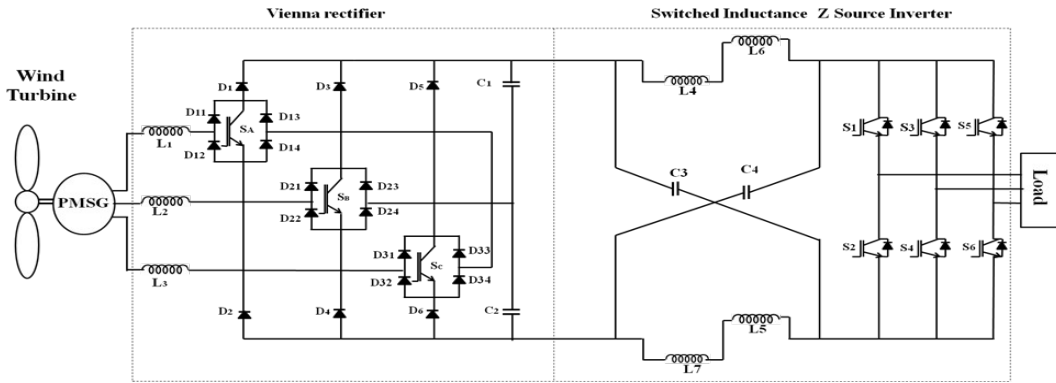 Vienna rectifier
Switched Inductance Z Source Inverter
Wind
Turbine
PMSG
L1
L2
L3
D1
D3
D5
C1
D11
D13
SA
D12
D14
D21
D23
SB
D22
D24
D31
D33
SC
D32
D34
D2
D4
D6
C2
L6
L4
C3
C4
L5
L7
S1
S3
S5
S2
S4
S6
Load